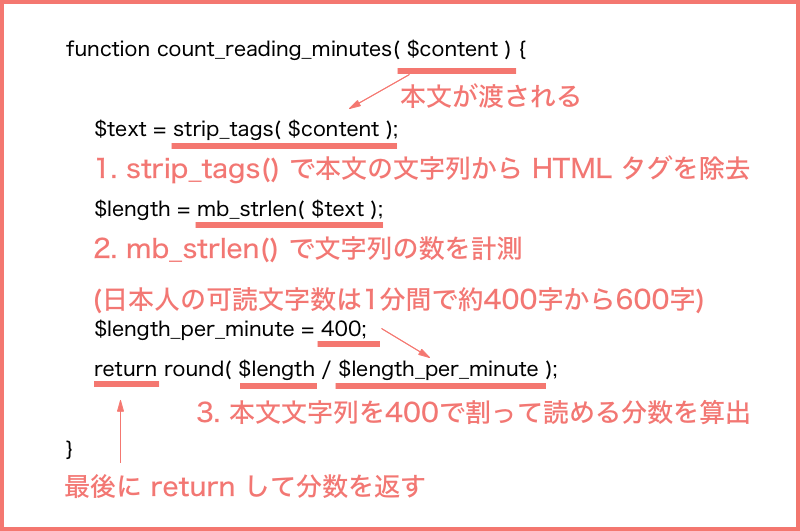 function count_reading_minutes( $content ) {
本文が渡される
$text = strip_tags( $content );
1. strip_tags() で本文の文字列から HTML タグを除去
$length = mb_strlen( $text );
2. mb_strlen() で文字列の数を計測
(日本人の可読文字数は1分間で約400字から600字)
$length_per_minute = 400;
return round( $length / $length_per_minute );
3. 本文文字列を400で割って読める分数を算出
}
最後に return して分数を返す